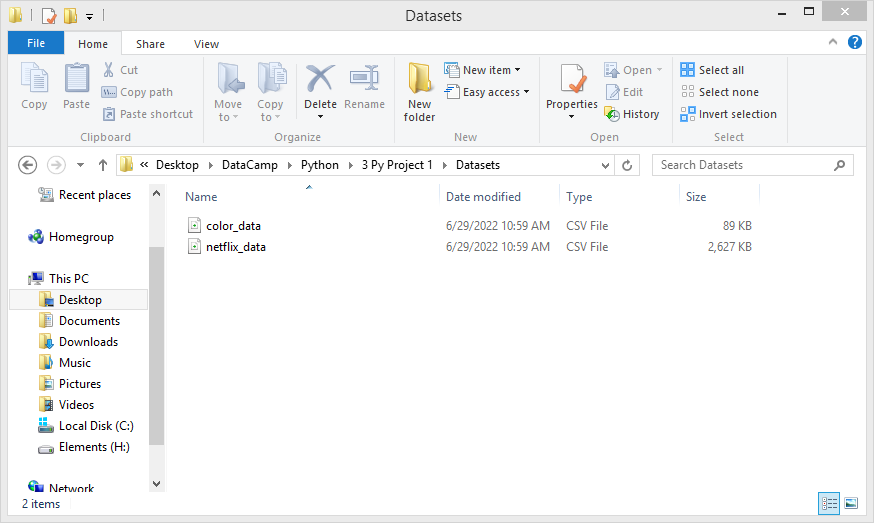 Datasets
File Home Share View
Copy
Paste
Cut
Copy path
Paste shortcut
Clipboard
Move to
Copy to
Delete
Rename
Organize
New folder
New item
Easy access
New
Properties
Open
Edit
History
Open
Select all
Select none
Invert selection
Select
« Desktop DataCamp Python 3 Py Project 1 Datasets
Search Datasets
Recent places
Homegroup
This PC
Desktop
Documents
Downloads
Music
Pictures
Videos
Local Disk (C:)
Elements (H:)
Network
Name Date modified Type Size
color_data 6/29/2022 10:59 AM CSV File 89 KB
netflix_data 6/29/2022 10:59 AM CSV File 2,627 KB
2 items